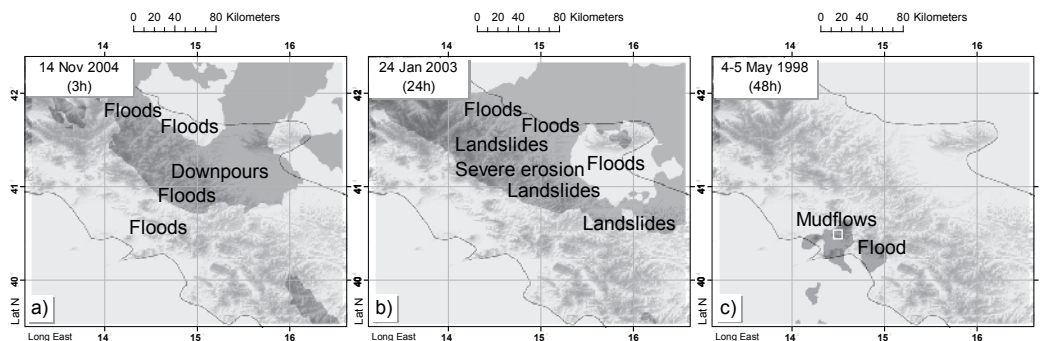 0 20 40 80 Kilometers
14 15 16
14 Nov 2004
(3h)
42
Floods
Floods
Downpours
41
Floods
Floods
40
a)
Lat N
Long East 14 15 16
0 20 40 80 Kilometers
14 15 16
24 Jan 2003
(24h)
42
Floods
Floods
Landslides
Floods
Severe erosion
41
Landslides
Landslides
40
b)
Lat N
Long East 14 15 16
0 20 40 80 Kilometers
14 15 16
4-5 May 1998
(48h)
42
41
Mudflows
Flood
40
c)
Lat N
Long East 14 15 16